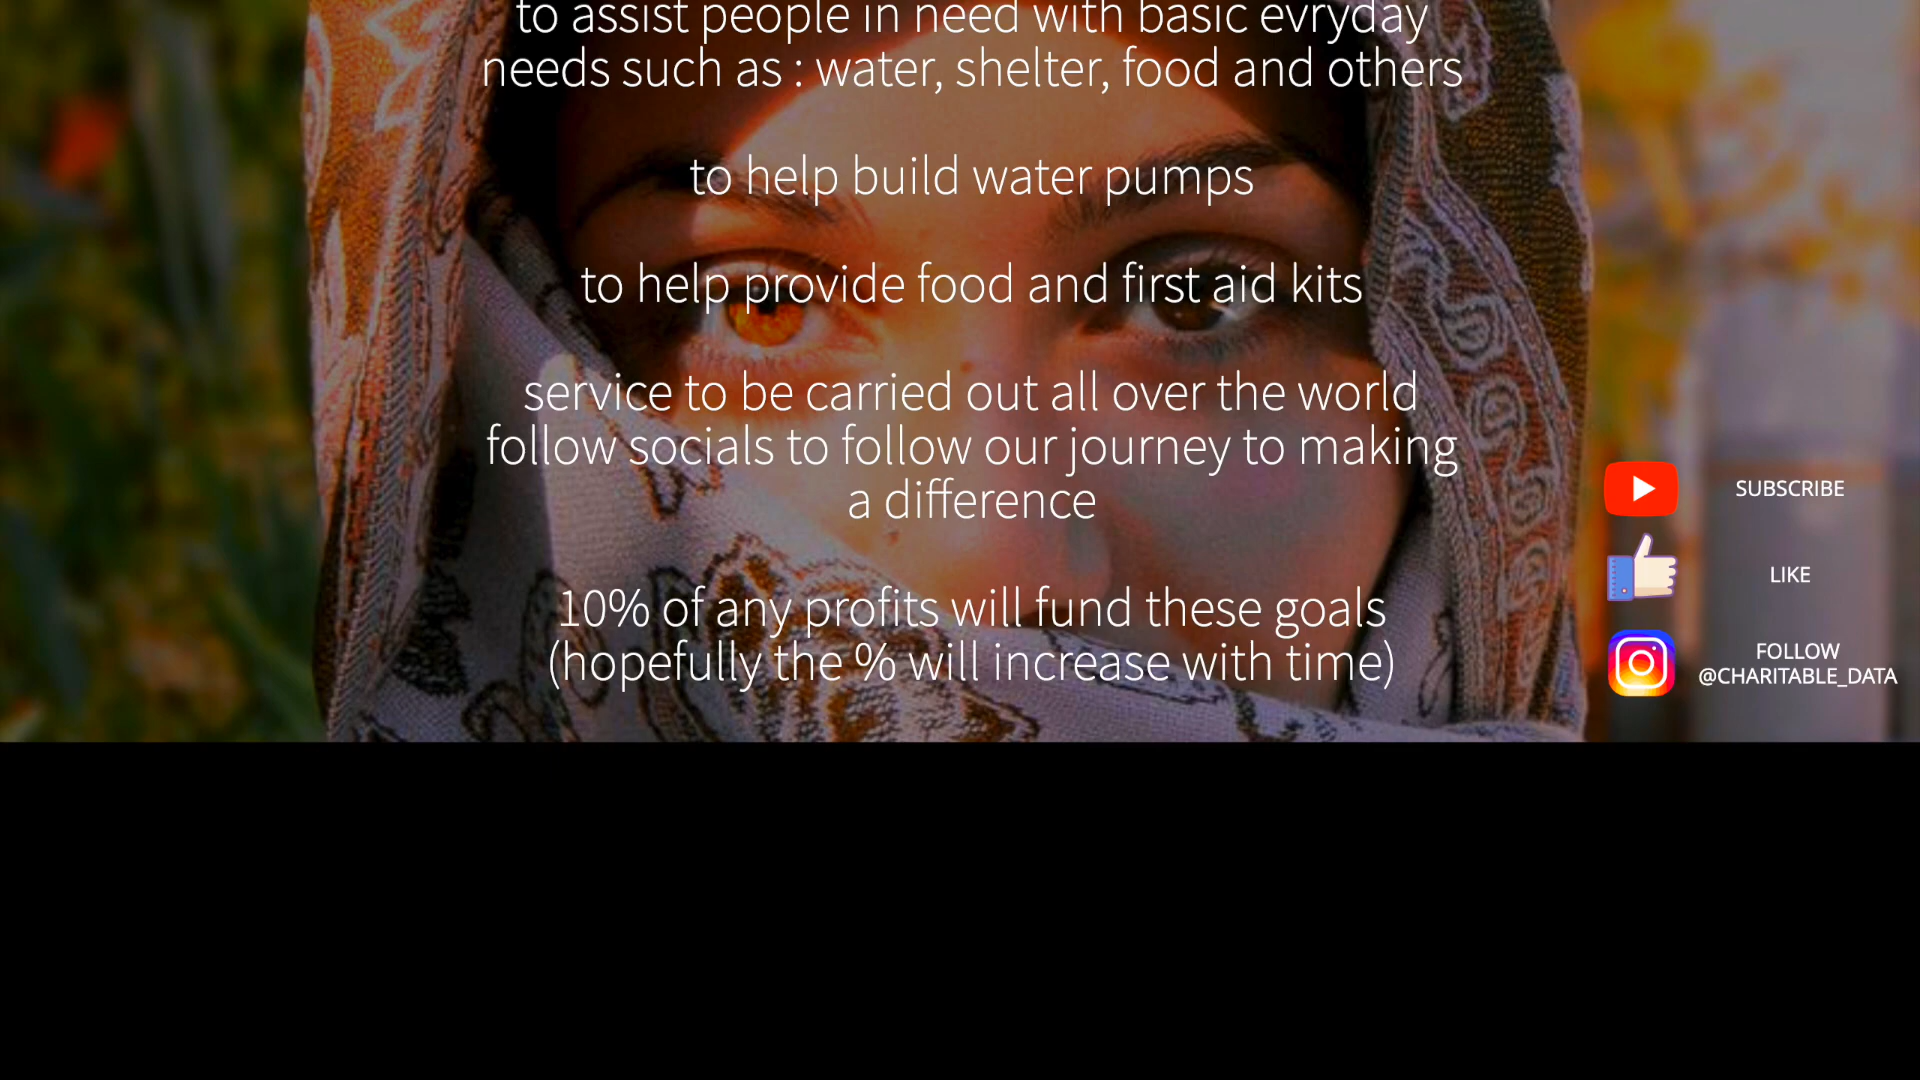 to assist people in need with basic evryday
needs such as : water, shelter, food and others
to help build water pumps
to help provide food and first aid kits
service to be carried out all over the world
follow socials to follow our journey to making
a difference
10% of any profits will fund these goals
(hopefully the % will increase with time)
SUBSCRIBE
LIKE
FOLLOW
@CHARITABLE_DATA